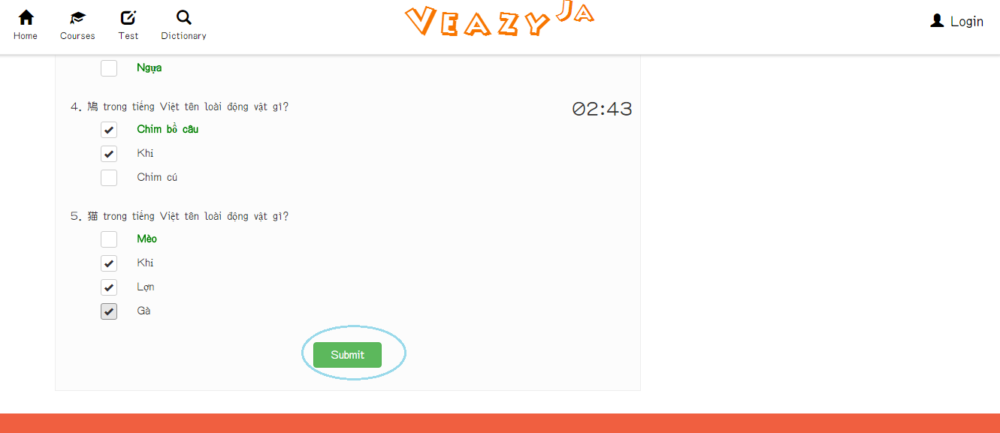 Home Courses Test Dictionary
VEAZY JA
Login
Ngựa
4. 鳩 trong tiếng Việt tên loài động vật gì?
02:43
Chim bồ câu
Khỉ
Chim cú
5. 猫 trong tiếng Việt tên loài động vật gì?
Mèo
Khỉ
Lợn
Gà
Submit